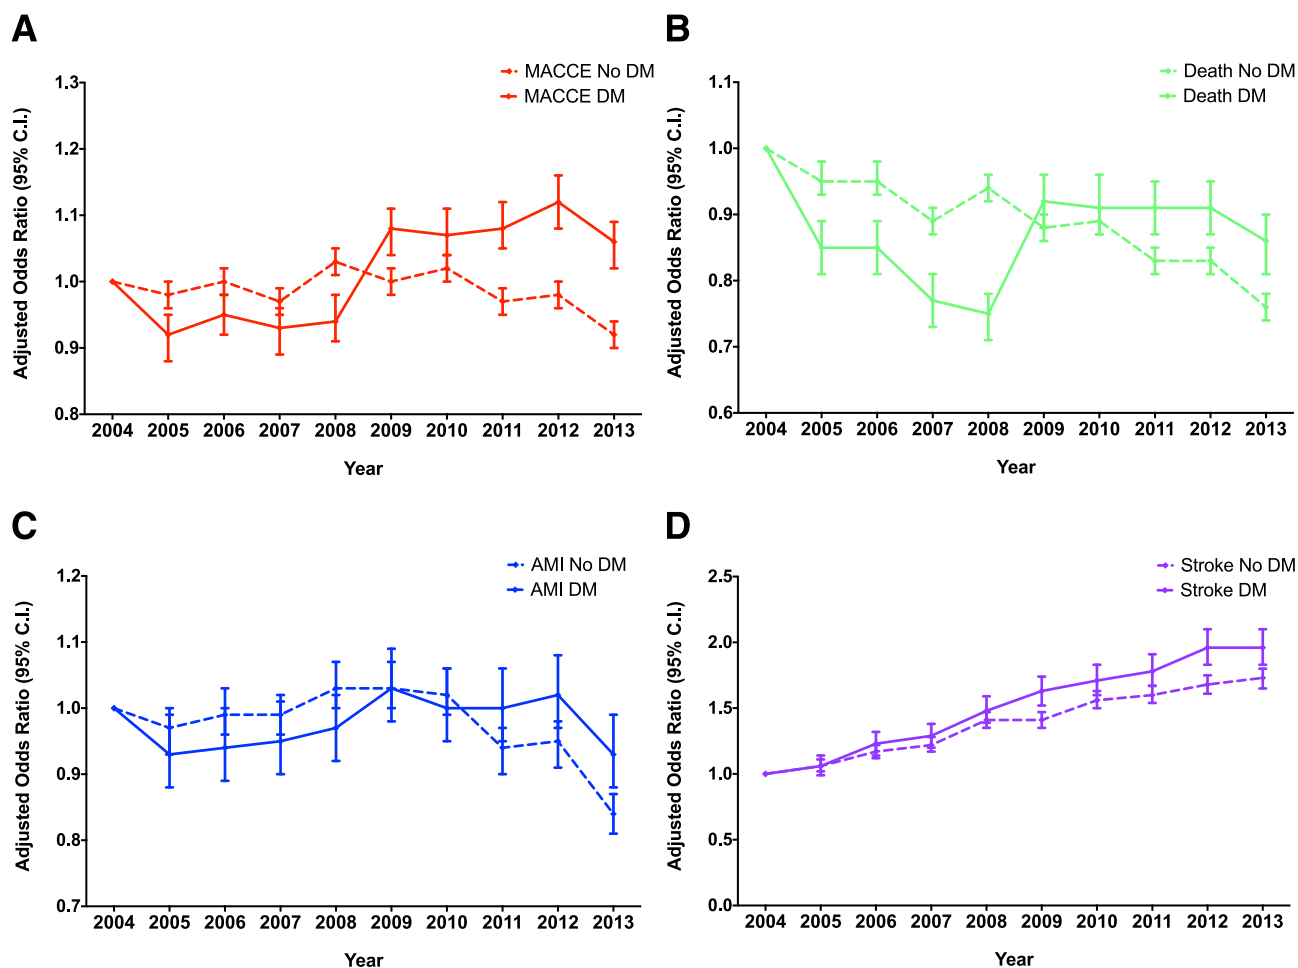 A
MACCE No DM
MACCE DM
Adjusted Odds Ratio (95% C.I.)
1.3
1.2
1.1
1.0
0.9
0.8
2004 2005 2006 2007 2008 2009 2010 2011 2012 2013
Year
B
Death No DM
Death DM
Adjusted Odds Ratio (95% C.I.)
1.1
1.0
0.9
0.8
0.7
0.6
2004 2005 2006 2007 2008 2009 2010 2011 2012 2013
Year
C
AMI No DM
AMI DM
Adjusted Odds Ratio (95% C.I.)
1.2
1.1
1.0
0.9
0.8
0.7
2004 2005 2006 2007 2008 2009 2010 2011 2012 2013
Year
D
Stroke No DM
Stroke DM
Adjusted Odds Ratio (95% C.I.)
2.5
2.0
1.5
1.0
0.5
0.0
2004 2005 2006 2007 2008 2009 2010 2011 2012 2013
Year